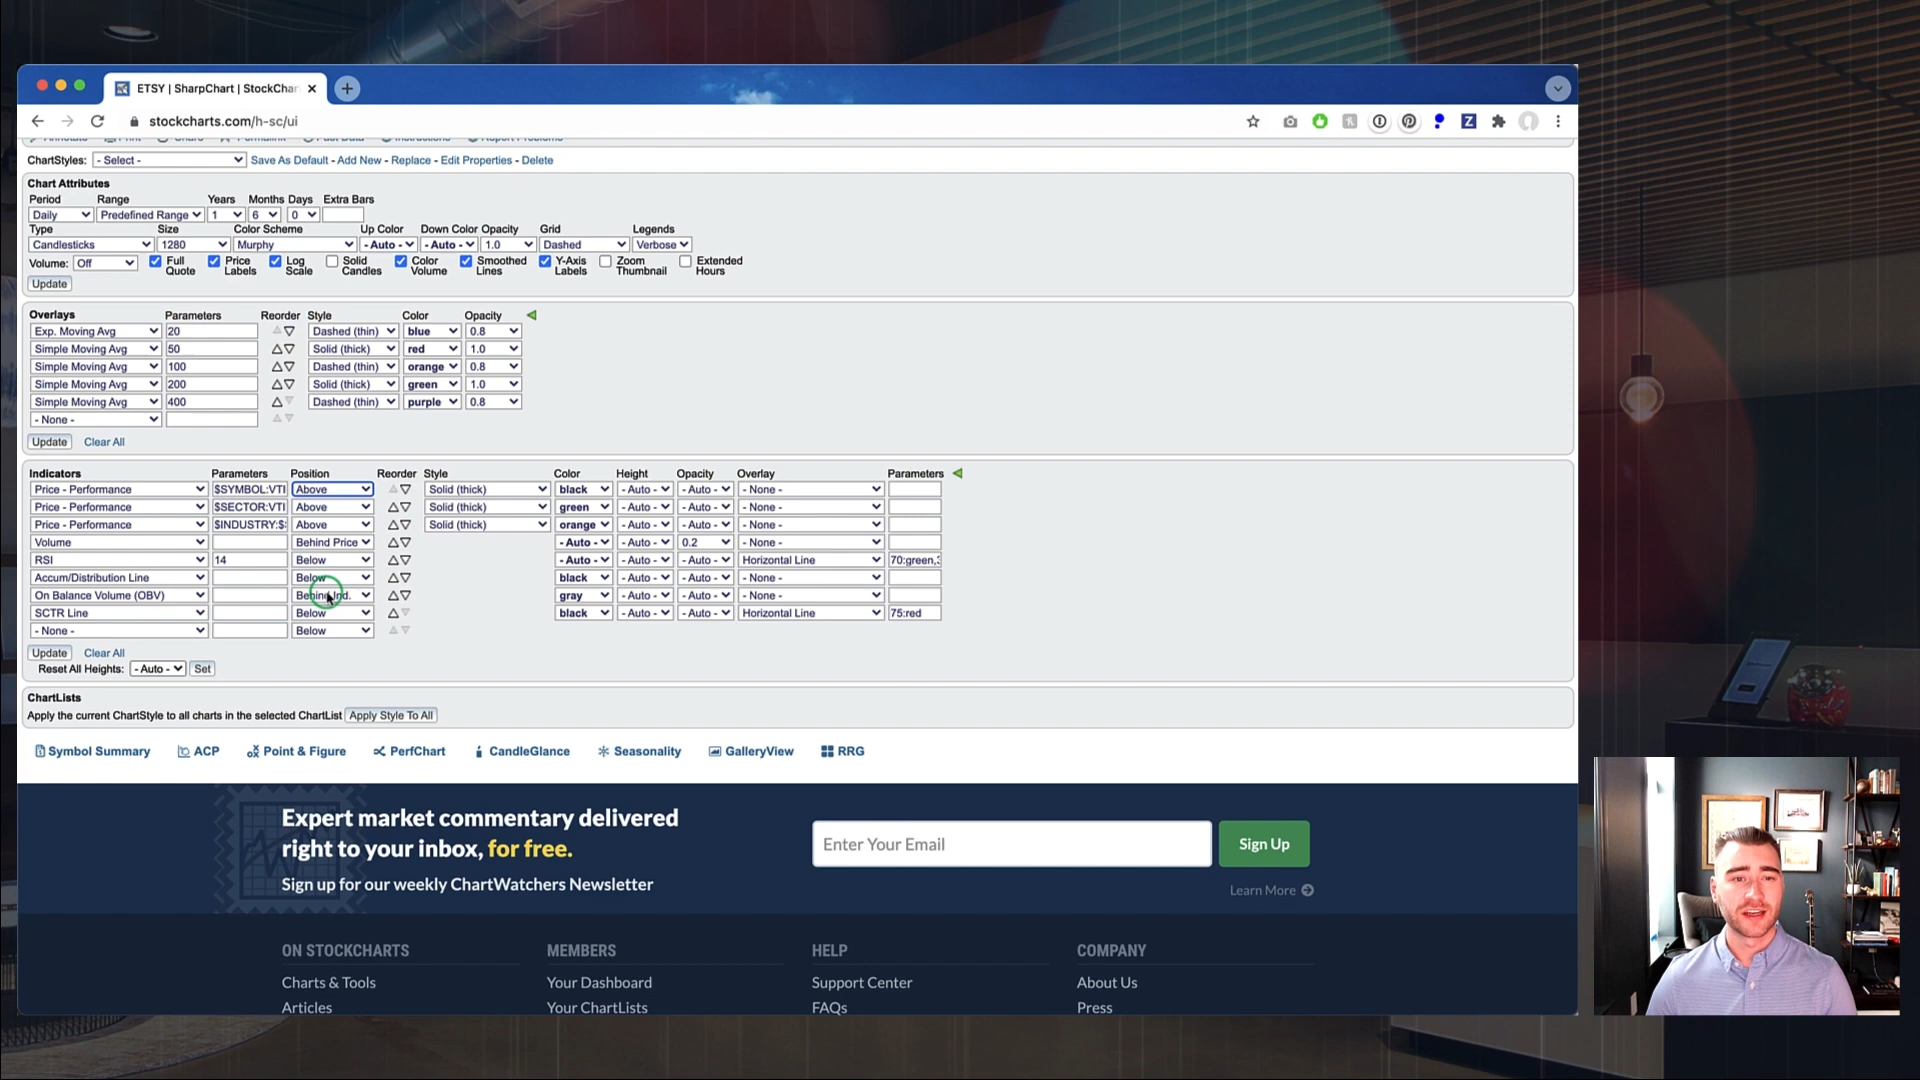 ETSY | SharpChart | StockChar
stockcharts.com/h-sc/ui
ChartStyles: - Select - Save As Default - Add New - Replace - Edit Properties - Delete
Chart Attributes
Period Range Years Months Days Extra Bars
Daily Predefined Range 1 6 0
Type Size Color Scheme Up Color Down Color Opacity Grid Legends
Candlesticks 1280 Murphy - Auto - - Auto - 1.0 Dashed Verbose
Volume: Off Full Quote Price Labels Log Scale Solid Candles Color Volume Smoothed Lines Y-Axis Labels Zoom Thumbnail Extended Hours
Update
Overlays Parameters Reorder Style Color Opacity
Exp. Moving Avg 20 Dashed (thin) blue 0.8
Simple Moving Avg 50 Solid (thick) red 1.0
Simple Moving Avg 100 Dashed (thin) orange 0.8
Simple Moving Avg 200 Solid (thick) green 1.0
Simple Moving Avg 400 Dashed (thin) purple 0.8
- None -
Update Clear All
Indicators Parameters Position Reorder Style Color Height Opacity Overlay Parameters
Price - Performance $SYMBOL:VTI Above Solid (thick) black - Auto - - Auto - - None -
Price - Performance $SECTOR:VTI Above Solid (thick) green - Auto - - Auto - - None -
Price - Performance $INDUSTRY:$ Above Solid (thick) orange - Auto - - Auto - - None -
Volume Behind Price - Auto - - Auto - 0.2 - None -
RSI 14 Below - Auto - - Auto - - Auto - Horizontal Line 70:green,
Accum/Distribution Line Below black - Auto - - Auto - - None -
On Balance Volume (OBV) Behind Ind. gray - Auto - - Auto - - None -
SCTR Line Below black - Auto - - Auto - Horizontal Line 75:red
- None - Below
Update Clear All
Reset All Heights: - Auto - Set
ChartLists
Apply the current ChartStyle to all charts in the selected ChartList Apply Style To All
Symbol Summary ACP Point & Figure PerfChart CandleGlance Seasonality GalleryView RRG
Expert market commentary delivered
right to your inbox, for free.
Sign up for our weekly ChartWatchers Newsletter
Enter Your Email Sign Up
Learn More
ON STOCKCHARTS MEMBERS HELP COMPANY
Charts & Tools Your Dashboard Support Center About Us
Articles Your ChartLists FAQs Press